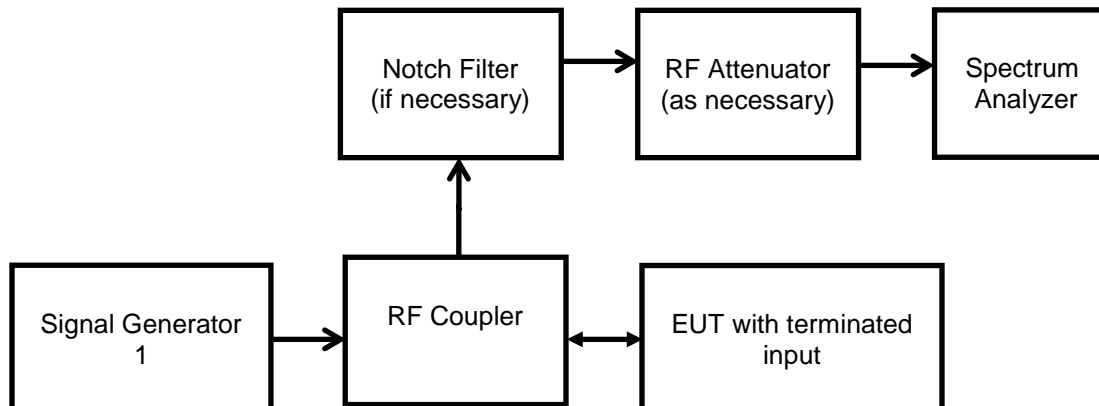 Notch Filter
(if necessary)
RF Attenuator
(as necessary)
Spectrum
Analyzer
Signal Generator
1
RF Coupler
EUT with terminated
input